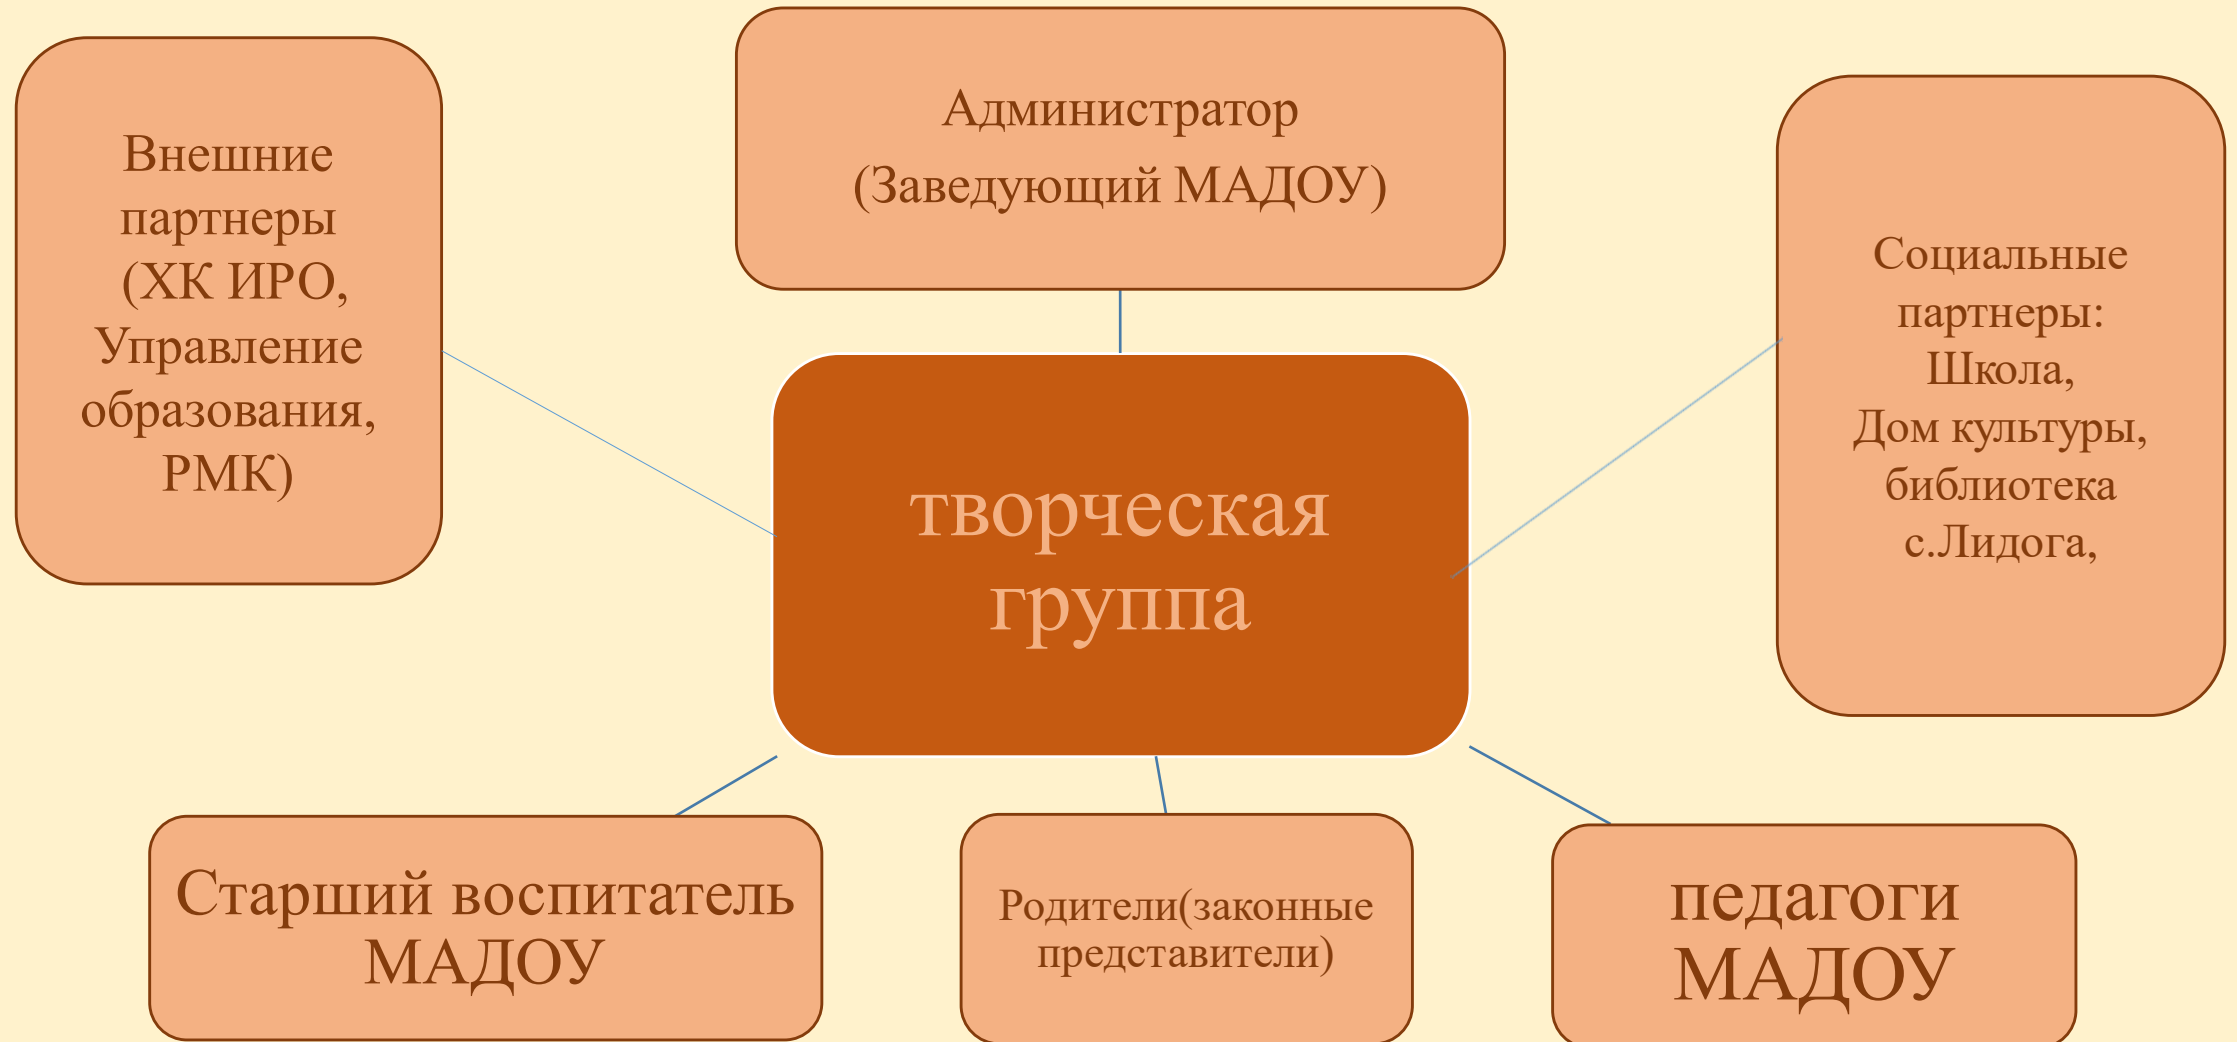 Внешние
партнеры
(ХК ИРО,
Управление
образования,
РМК)
Администратор
(Заведующий МАДОУ)
Социальные
партнеры:
Школа,
Дом культуры,
библиотека
с.Лидога,
творческая
группа
Старший воспитатель
МАДОУ
Родители(законные
представители)
педагоги
МАДОУ